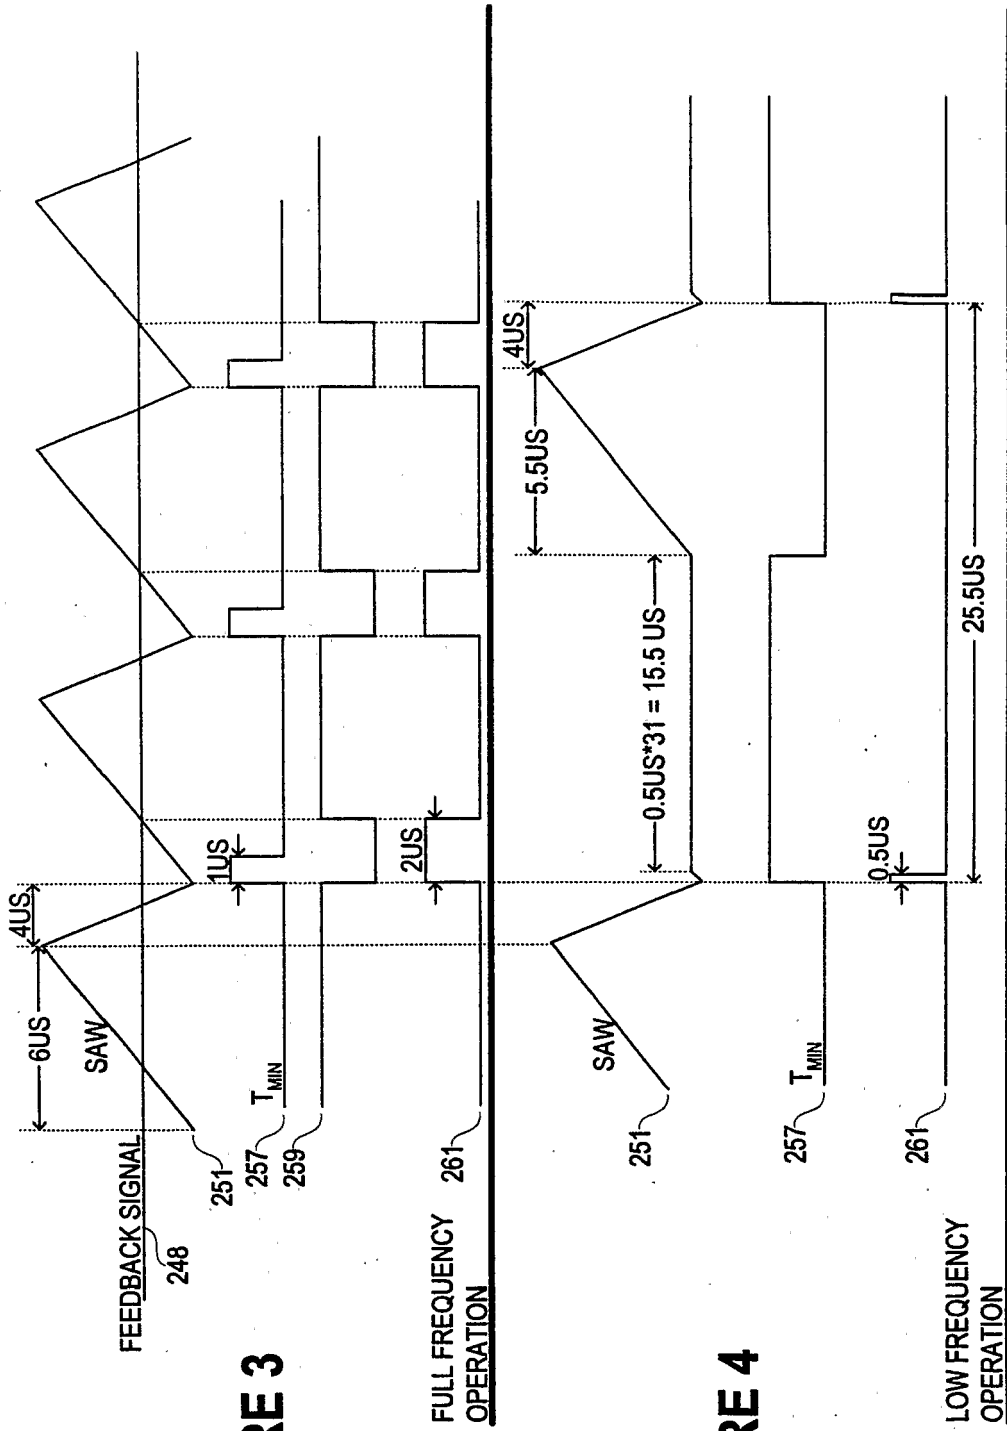 FEEDBACK SIGNAL
248
6US
4US
SAW
251
1US
T MIN
257
259
2US
261
FULL FREQUENCY
OPERATION
RE 3
SAW
251
0.5US*31 = 15.5 US
5.5US
4US
T MIN
257
0.5US
261
25.5US
LOW FREQUENCY
OPERATION
RE 4